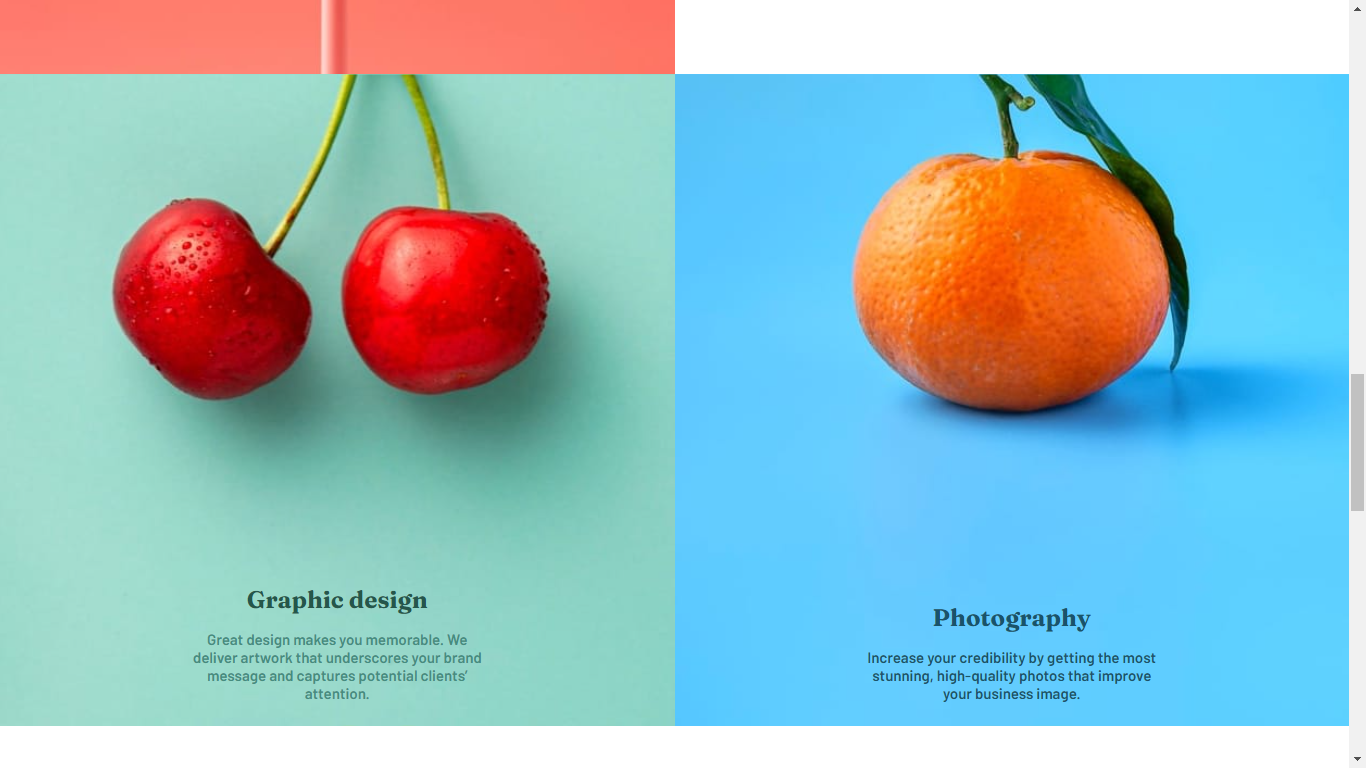 Graphic design
Great design makes you memorable. We
deliver artwork that underscores your brand
message and captures potential clients’
attention.
Photography
Increase your credibility by getting the most
stunning, high-quality photos that improve
your business image.